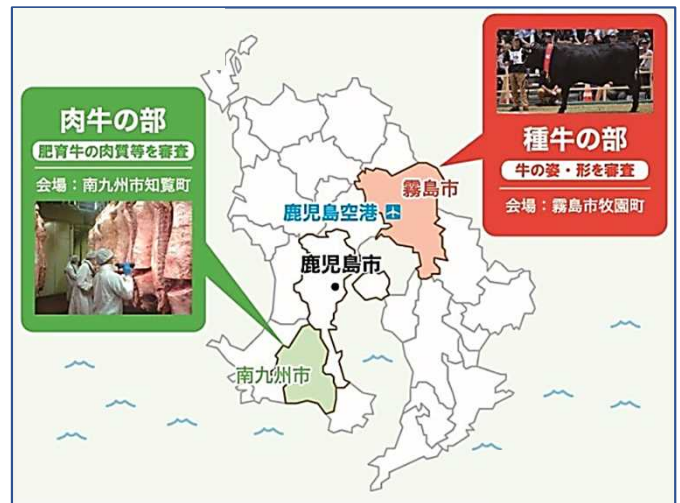 肉牛の部
肥育牛の肉質等を審査
会場：南九州市知覧町
種牛の部
牛の姿・形を審査
会場：霧島市牧園町
霧島市
鹿児島空港
鹿児島市
南九州市